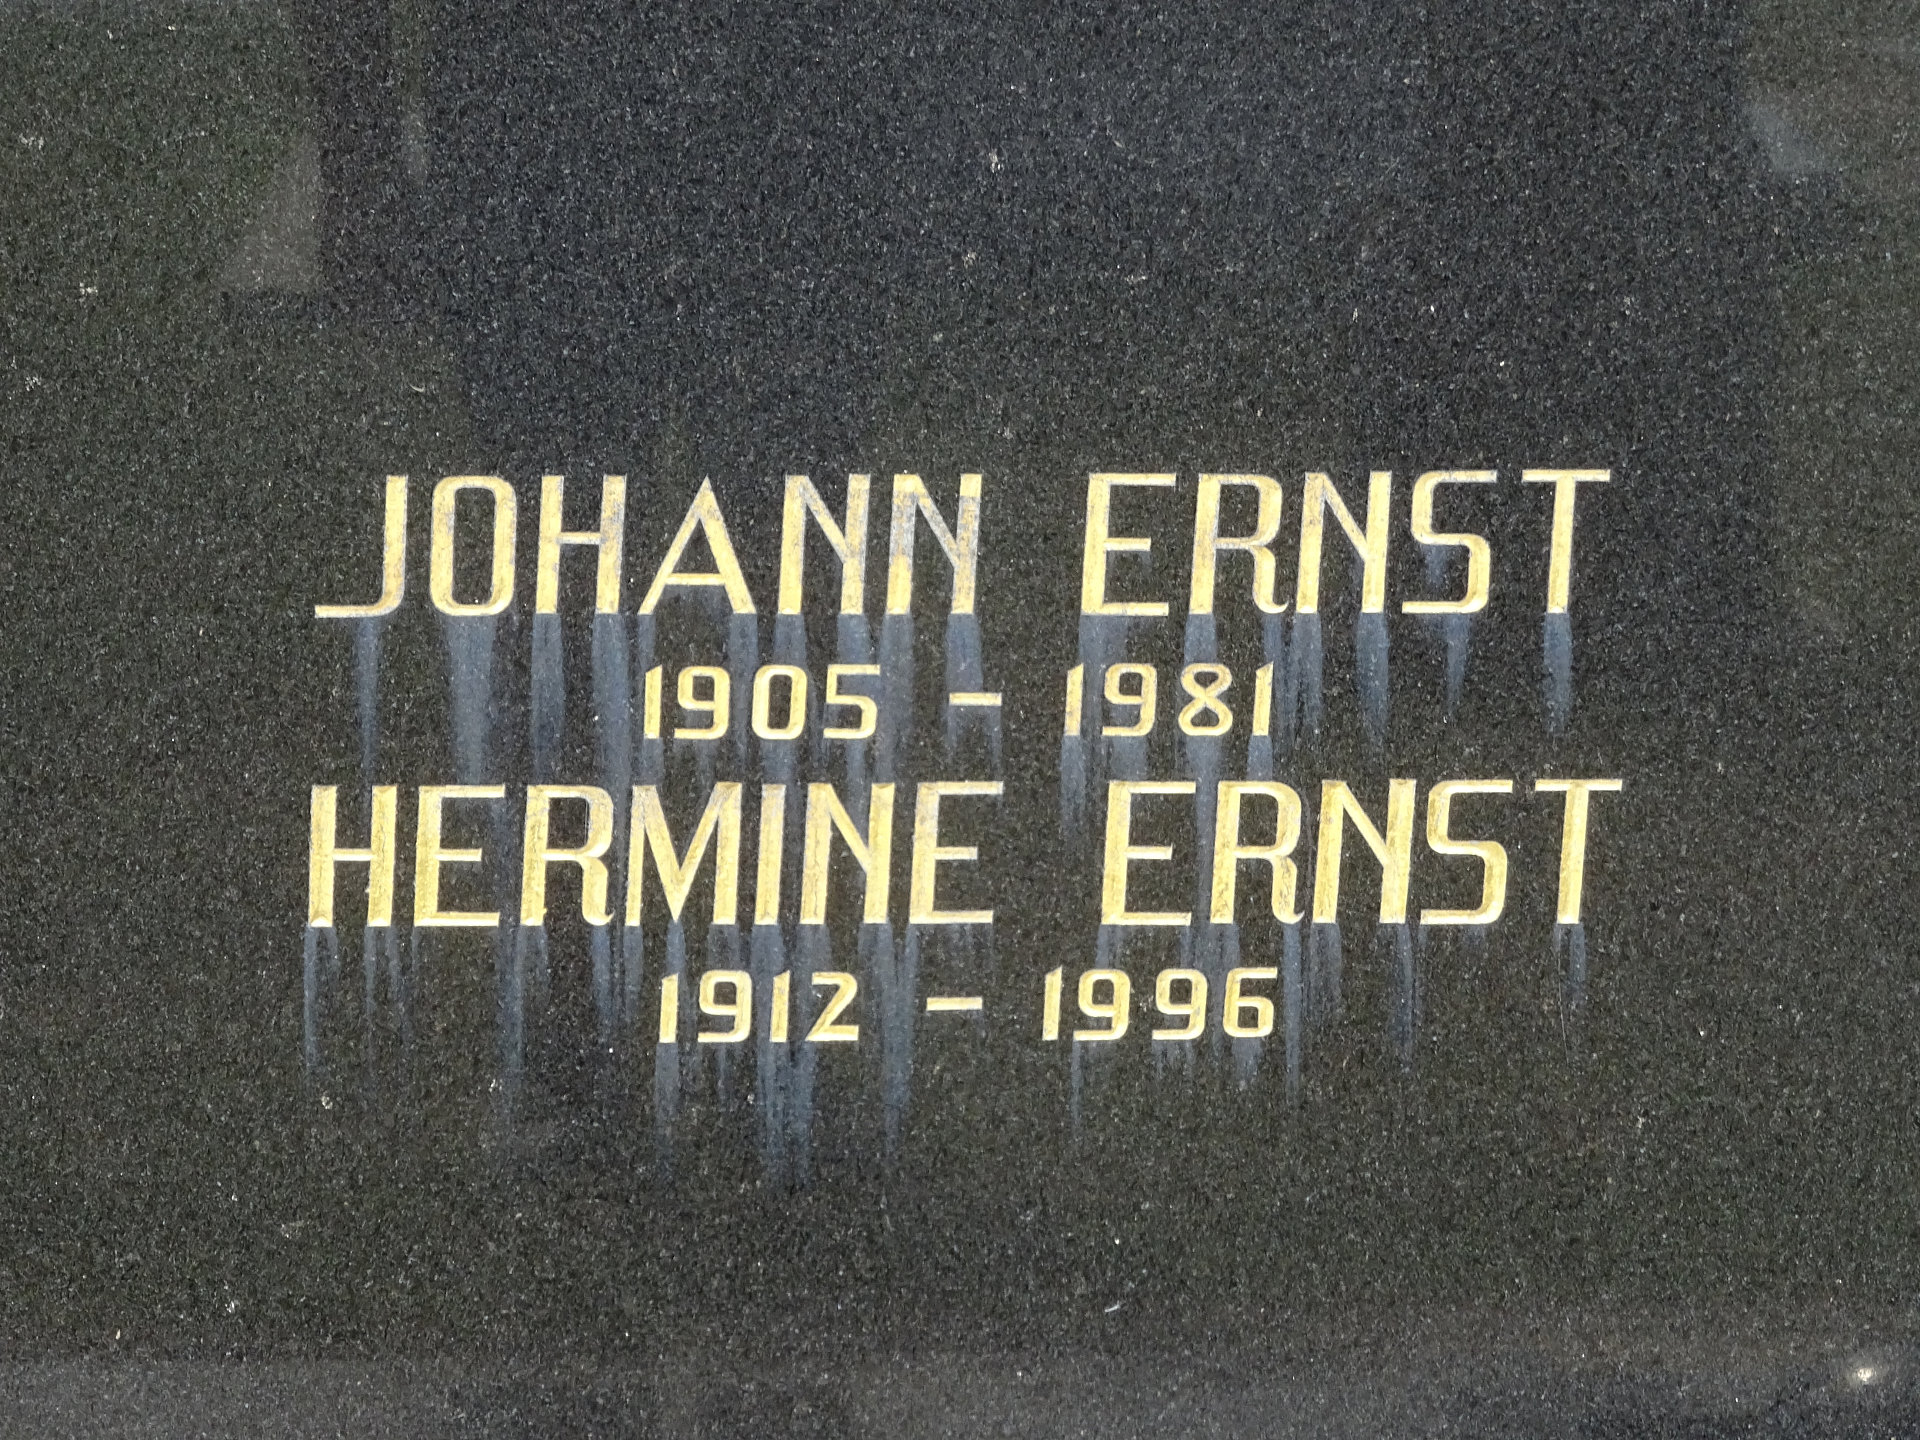 JOHANN ERNST
1905 – 1981
HERMINE ERNST
1912 – 1996